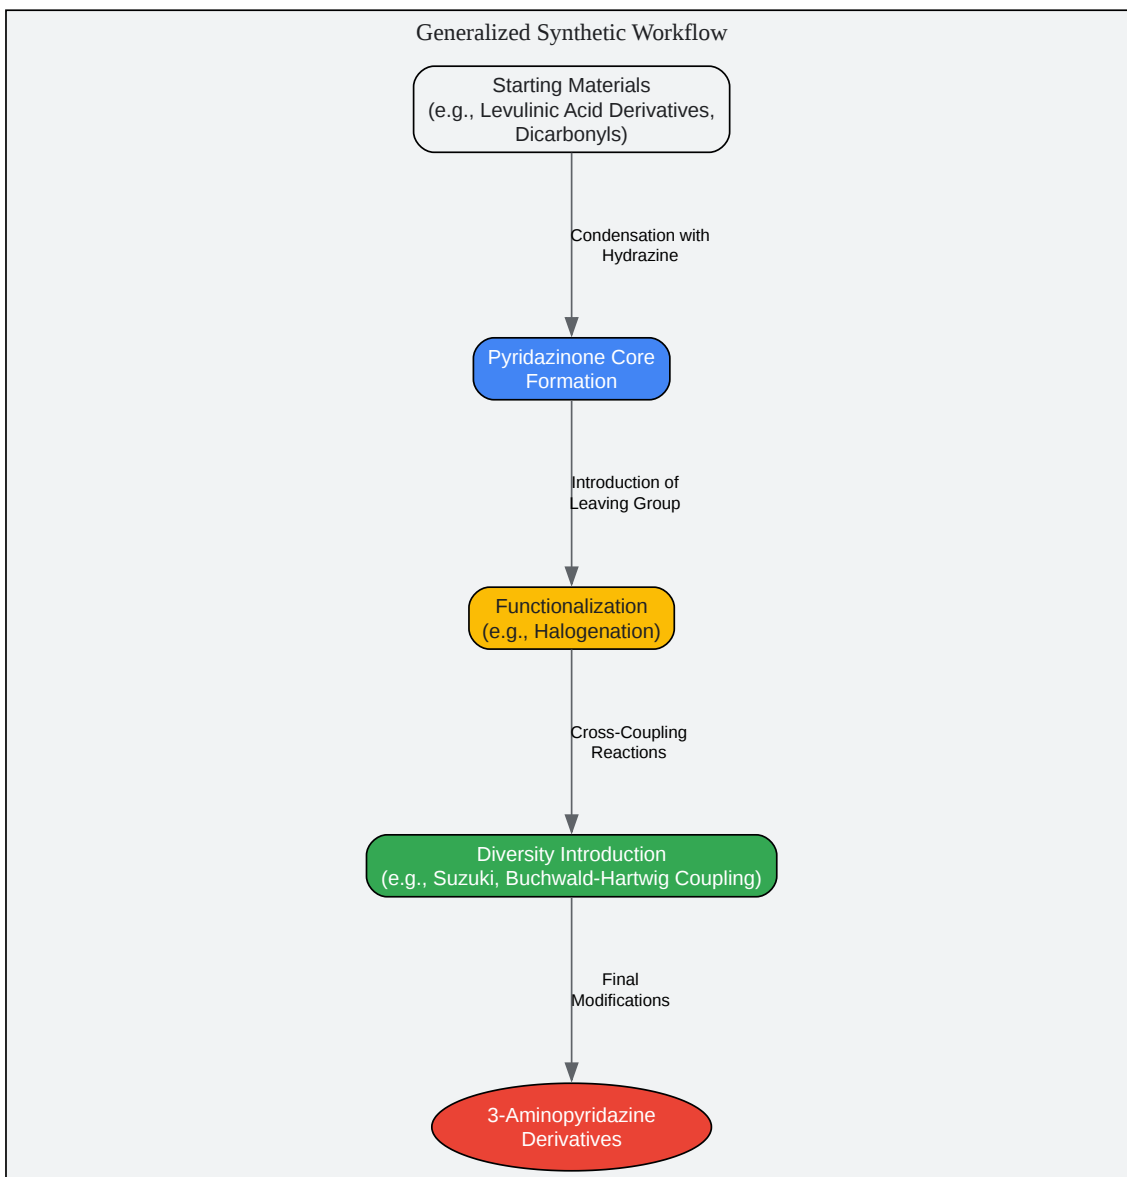 Generalized Synthetic Workflow
Starting Materials
(e.g., Levulinic Acid Derivatives,
Dicarbonyls)
Condensation with
Hydrazine
Pyridazinone Core
Formation
Introduction of
Leaving Group
Functionalization
(e.g., Halogenation)
Cross-Coupling
Reactions
Diversity Introduction
(e.g., Suzuki, Buchwald-Hartwig Coupling)
Final
Modifications
3-Aminopyridazine
Derivatives